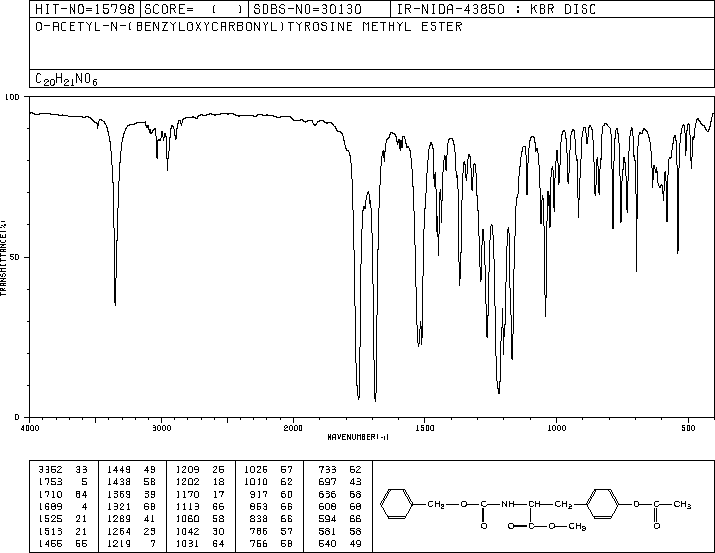 HIT-NO=15798 SCORE= ( ) SDBS-NO=30130 IR-NIDA-43850 : KBR DISC
O-ACETYL-N-(BENZYLOXYCARBONYL)TYROSINE METHYL ESTER
C20H21NO6
100
50
0
TRANSMITTANCE(%)
4000 3000 2000 1500 1000 500
WAVENUMBER(-1)
3352 33 1449 49 1209 26 1026 57 733 62
1753 5 1438 58 1202 18 1010 62 697 43
1710 64 1369 39 1170 17 917 60 636 68
1689 4 1321 68 1113 66 863 66 608 68
1525 21 1289 41 1060 58 838 66 594 66
1513 21 1264 23 1042 30 786 57 581 58
1455 55 1219 7 1031 64 756 58 540 49
CH2 O C NH CH CH2 O C CH3
O C O CH3 O
O